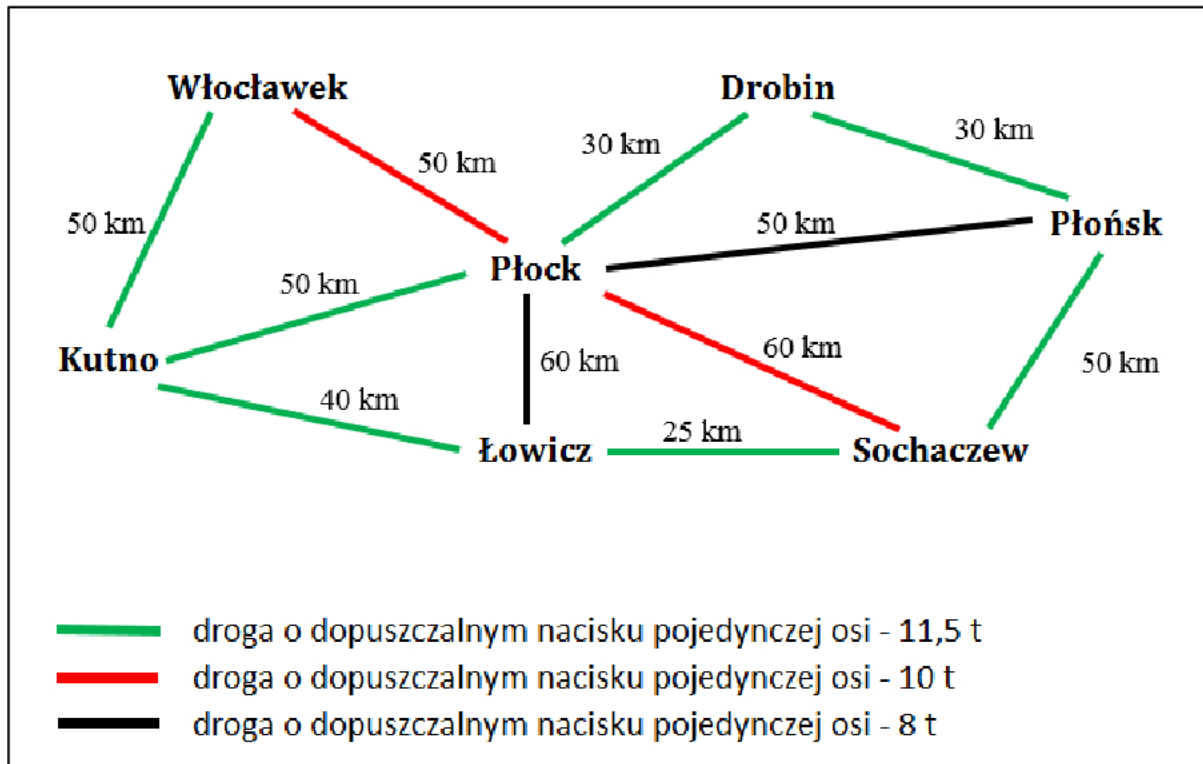 Włocławek
Drobin
30 km
30 km
50 km
50 km
Płońsk
50 km
Płock
50 km
Kutno
60 km
60 km
50 km
40 km
25 km
Łowicz
Sochaczew
droga o dopuszczalnym nacisku pojedynczej osi - 11,5 t
droga o dopuszczalnym nacisku pojedynczej osi - 10 t
droga o dopuszczalnym nacisku pojedynczej osi - 8 t